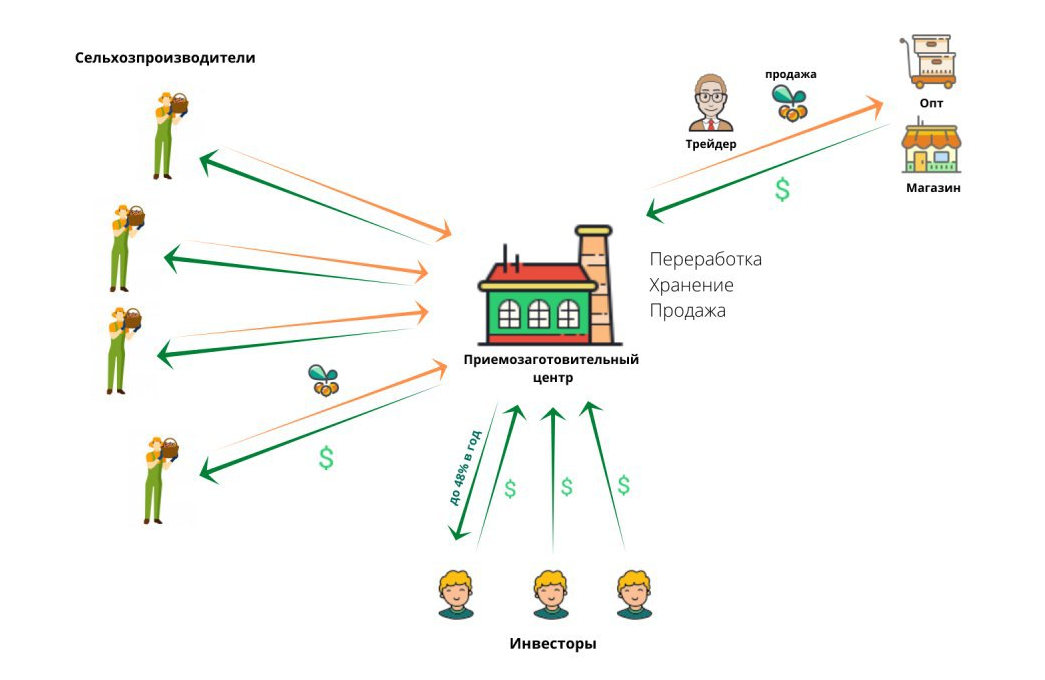 Сельхозпроизводители
продажа
Опт
Трейдер
Магазин
$
Переработка
Хранение
Продажа
Приемозаготовительный
центр
$
до 48% в год
$
$
$
Инвесторы